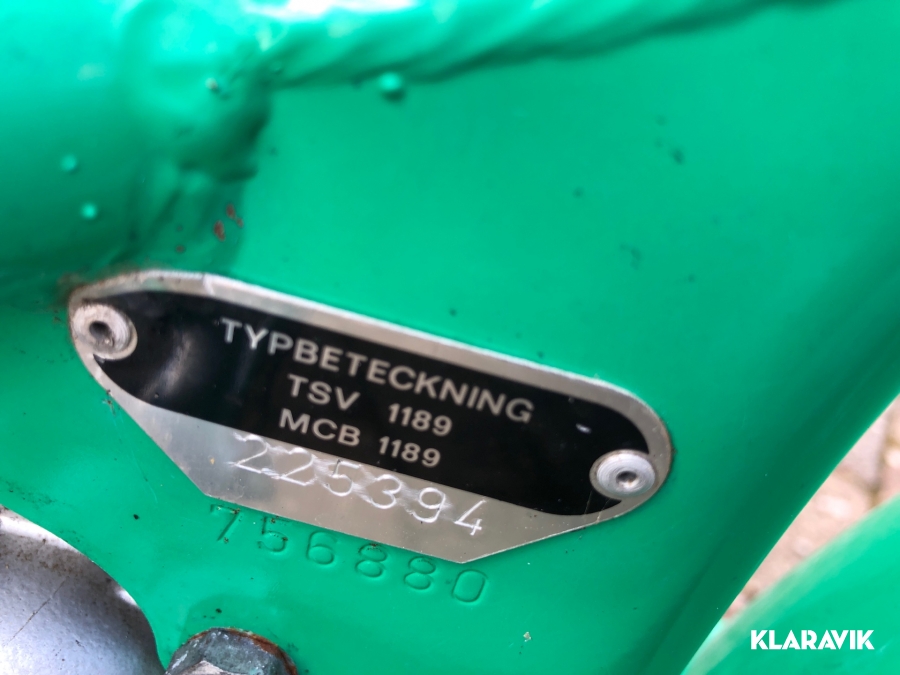 TYPBETECKNING
TSV 1189
MCB 1189
225394
756880
KLARAVIK